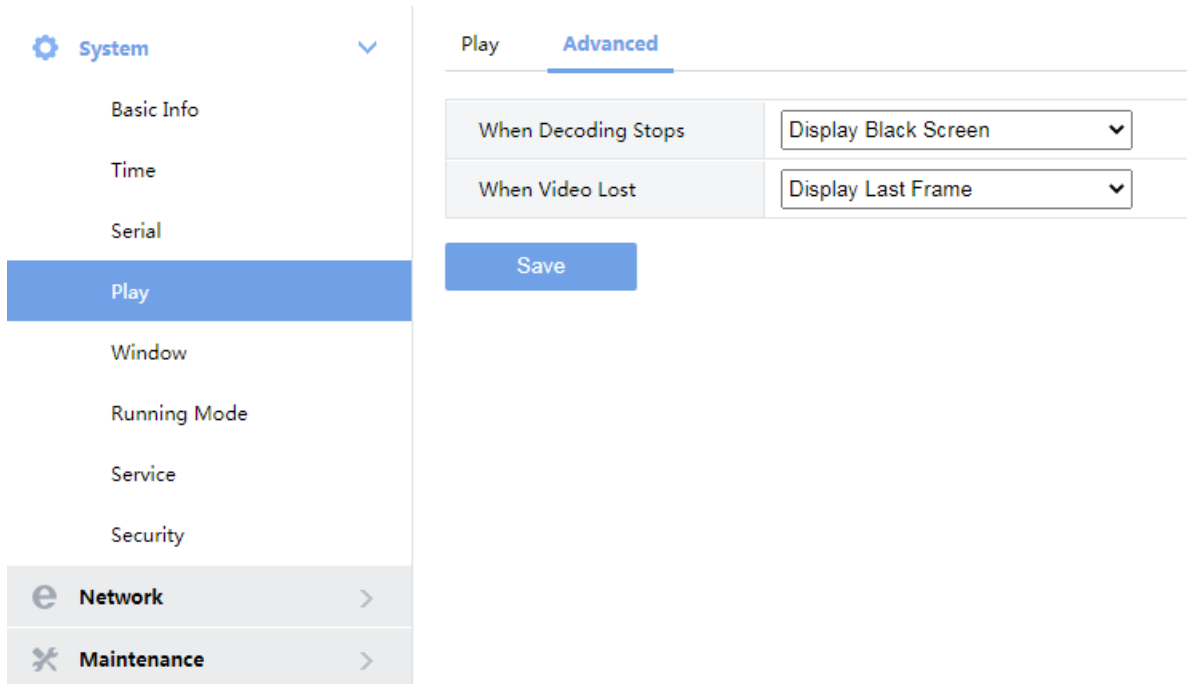 System
Basic Info
Time
Serial
Play
Window
Running Mode
Service
Security
Network
Maintenance
Play Advanced
When Decoding Stops Display Black Screen
When Video Lost Display Last Frame
Save